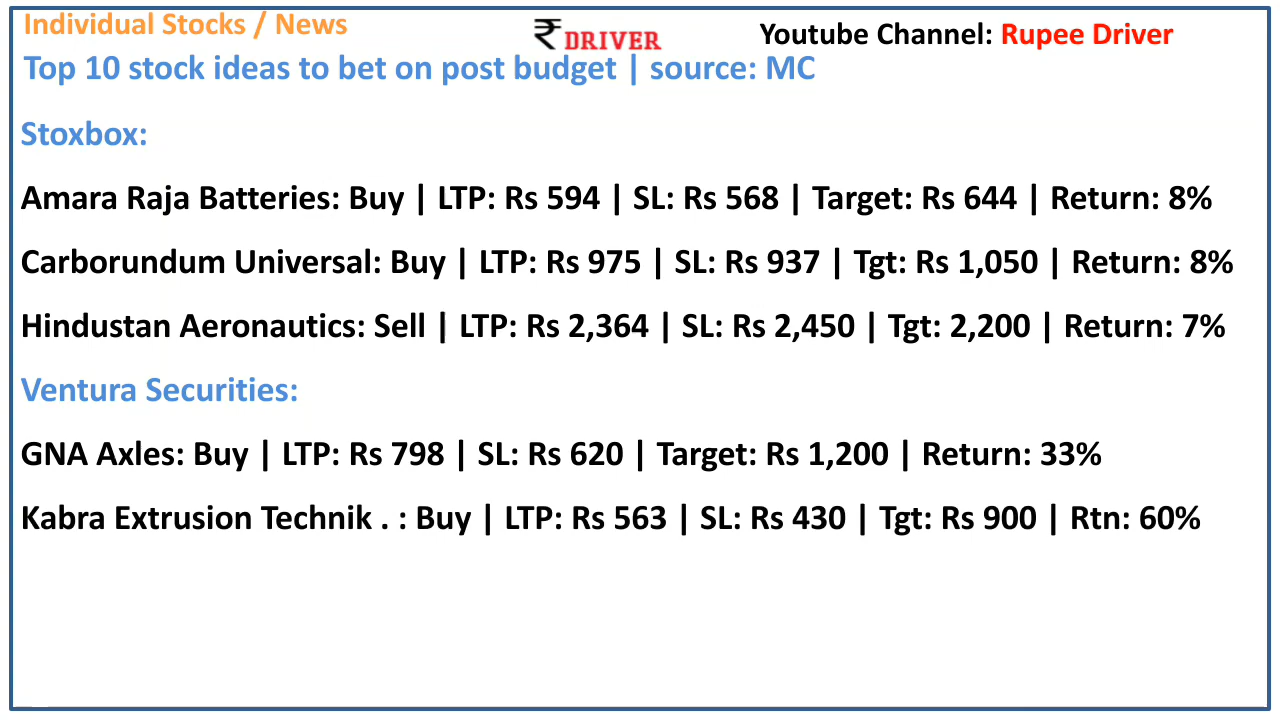 Individual Stocks / News
₹ DRIVER
Youtube Channel: Rupee Driver
Top 10 stock ideas to bet on post budget | source: MC
Stoxbox:
Amara Raja Batteries: Buy | LTP: Rs 594 | SL: Rs 568 | Target: Rs 644 | Return: 8%
Carborundum Universal: Buy | LTP: Rs 975 | SL: Rs 937 | Tgt: Rs 1,050 | Return: 8%
Hindustan Aeronautics: Sell | LTP: Rs 2,364 | SL: Rs 2,450 | Tgt: 2,200 | Return: 7%
Ventura Securities:
GNA Axles: Buy | LTP: Rs 798 | SL: Rs 620 | Target: Rs 1,200 | Return: 33%
Kabra Extrusion Technik . : Buy | LTP: Rs 563 | SL: Rs 430 | Tgt: Rs 900 | Rtn: 60%